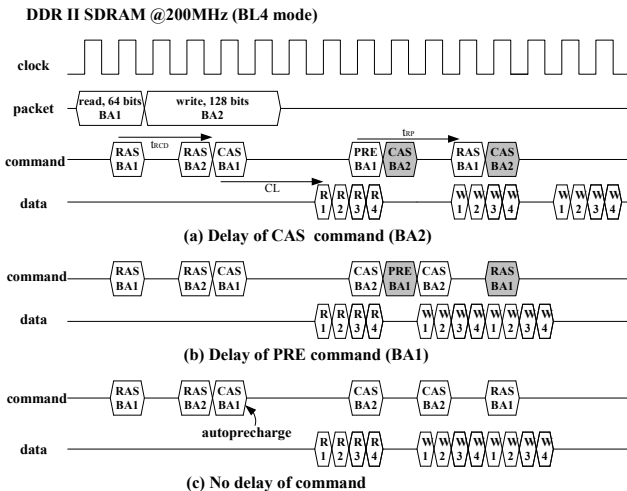 DDR II SDRAM @200MHz (BL4 mode)
clock
packet
read, 64 bits
BA1
write, 128 bits
BA2
tRCD
tRP
command
RAS
BA1
RAS
BA2
CAS
BA1
PRE
BA1
CAS
BA2
RAS
BA1
CAS
BA2
CL
data
R
1
R
2
R
3
R
4
W
1
W
2
W
3
W
4
W
1
W
2
W
3
W
4
(a) Delay of CAS command (BA2)
command
RAS
BA1
RAS
BA2
CAS
BA1
CAS
BA2
PRE
BA1
CAS
BA2
RAS
BA1
data
R
1
R
2
R
3
R
4
W
1
W
2
W
3
W
4
W
1
W
2
W
3
W
4
(b) Delay of PRE command (BA1)
command
RAS
BA1
RAS
BA2
CAS
BA1
CAS
BA2
CAS
BA2
RAS
BA1
autoprecharge
data
R
1
R
2
R
3
R
4
W
1
W
2
W
3
W
4
W
1
W
2
W
3
W
4
(c) No delay of command